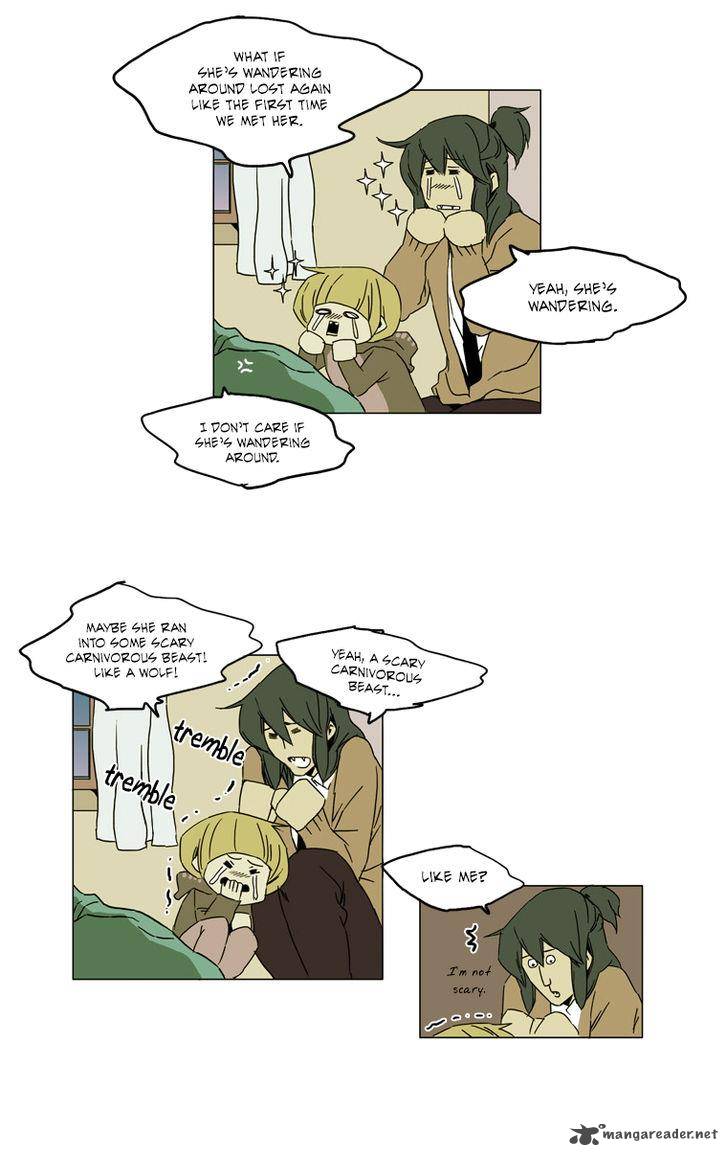 WHAT IF
SHE'S WANDERING
AROUND LOST AGAIN
LIKE THE FIRST TIME
WE MET HER.
YEAH, SHE'S
WANDERING.
I DON'T CARE IF
SHE'S WANDERING
AROUND.
MAYBE SHE RAN
INTO SOME SCARY
CARNIVOROUS BEAST!
LIKE A WOLF!
YEAH, A SCARY
CARNIVOROUS
BEAST...
tremble
tremble
LIKE ME?
I'm not
scary.
mangareader.net